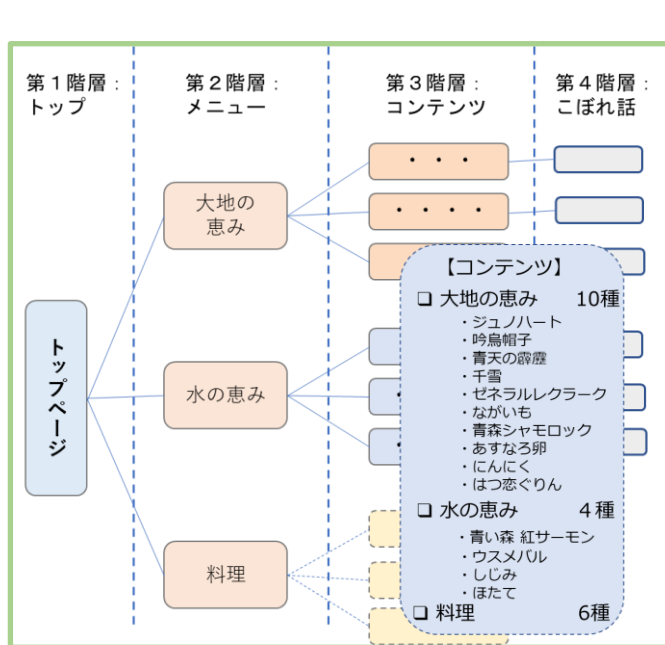 第１階層：
トップ
第２階層：
メニュー
第３階層：
コンテンツ
第４階層：
こぼれ話
トップページ
大地の
恵み
水の恵み
料理
・・・
・・・・
【コンテンツ】
❑ 大地の恵み 10種
・ジュノハート
・吟烏帽子
・青天の霹靂
・千雪
・ゼネラルレクラーク
・ながいも
・青森シャモロック
・あすなろ卵
・にんにく
・はつ恋ぐりん
❑ 水の恵み ４種
・青い森 紅サーモン
・ウスメバル
・しじみ
・ほたて
❑ 料理 6種